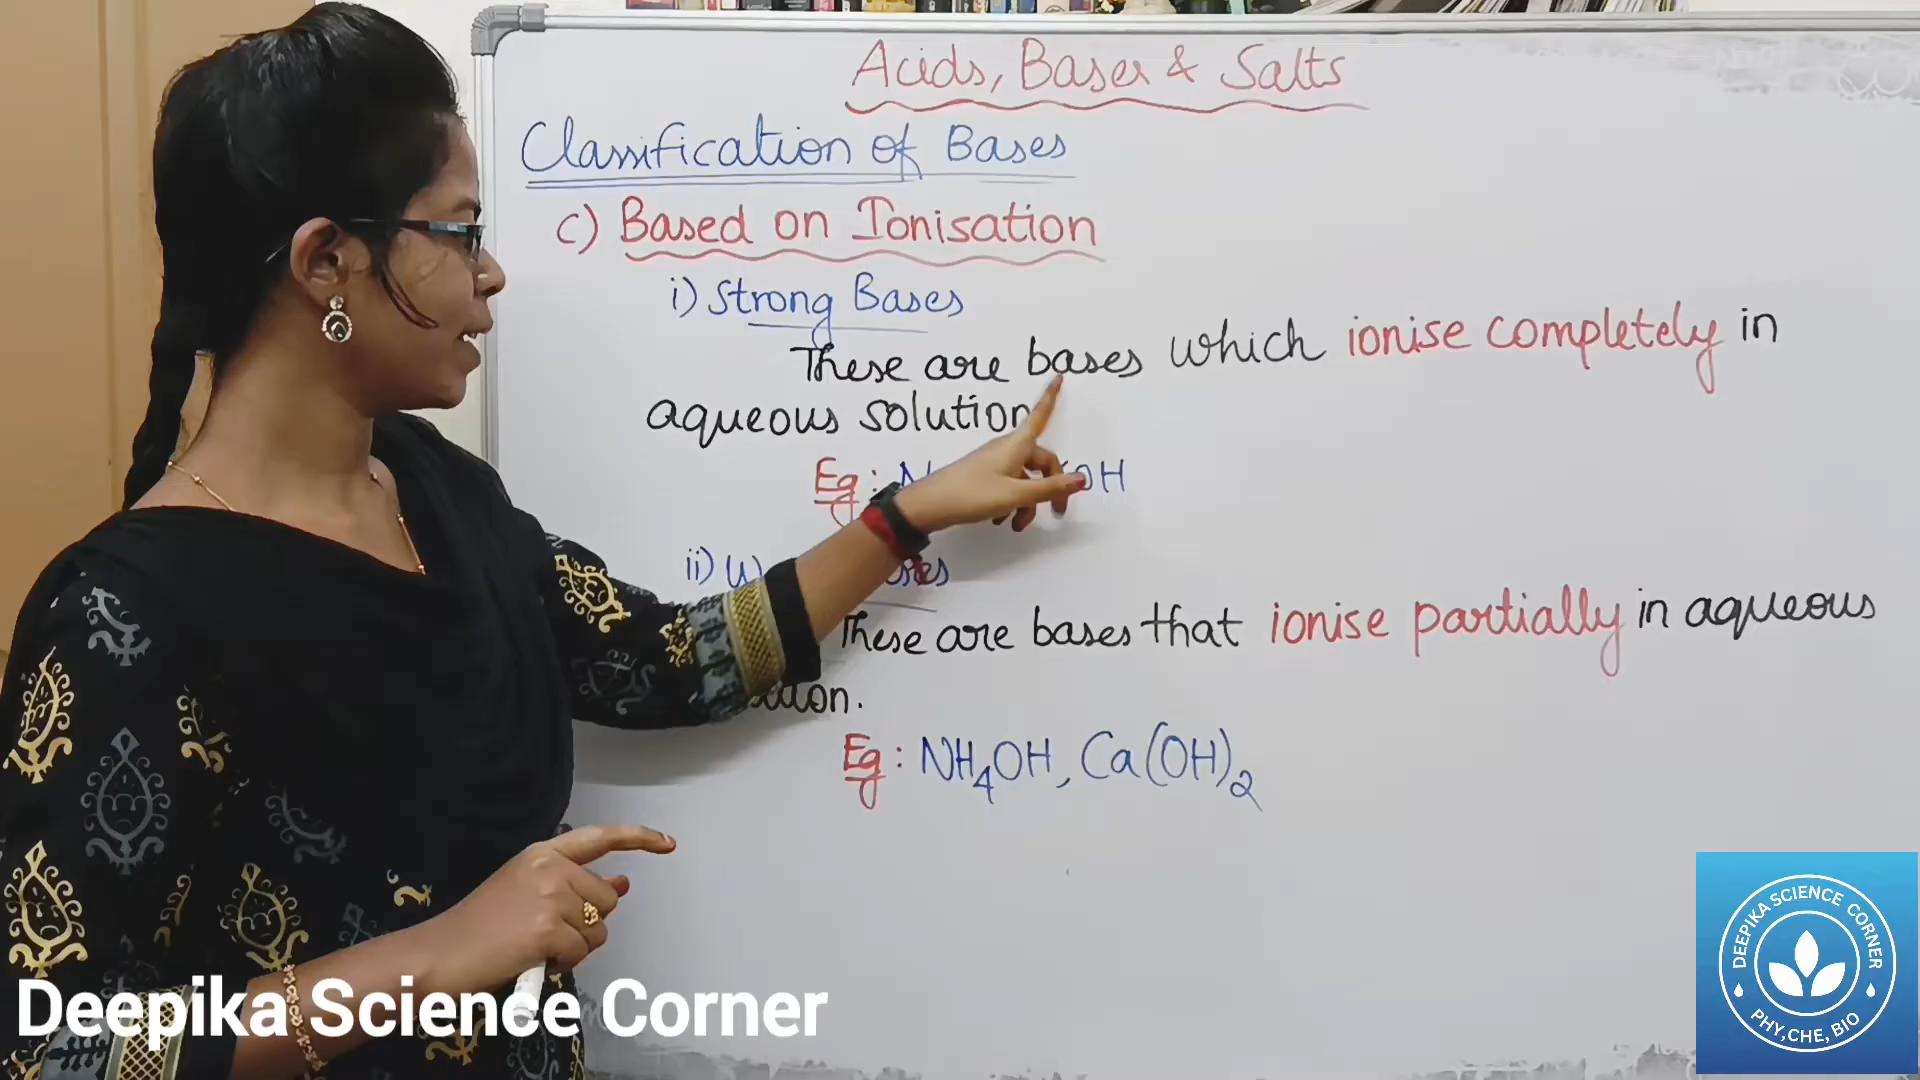 Acids, Bases & Salts
Classification of Bases
c) Based on Ionisation
i) Strong Bases
These are bases which ionise completely in
aqueous solution
Eg : OH
ii)
These are bases that ionise partially in aqueous
Eg : NH4OH, Ca(OH)2
DEEPIKA SCIENCE CORNER
PHY, CHE, BIO
Deepika Science Corner